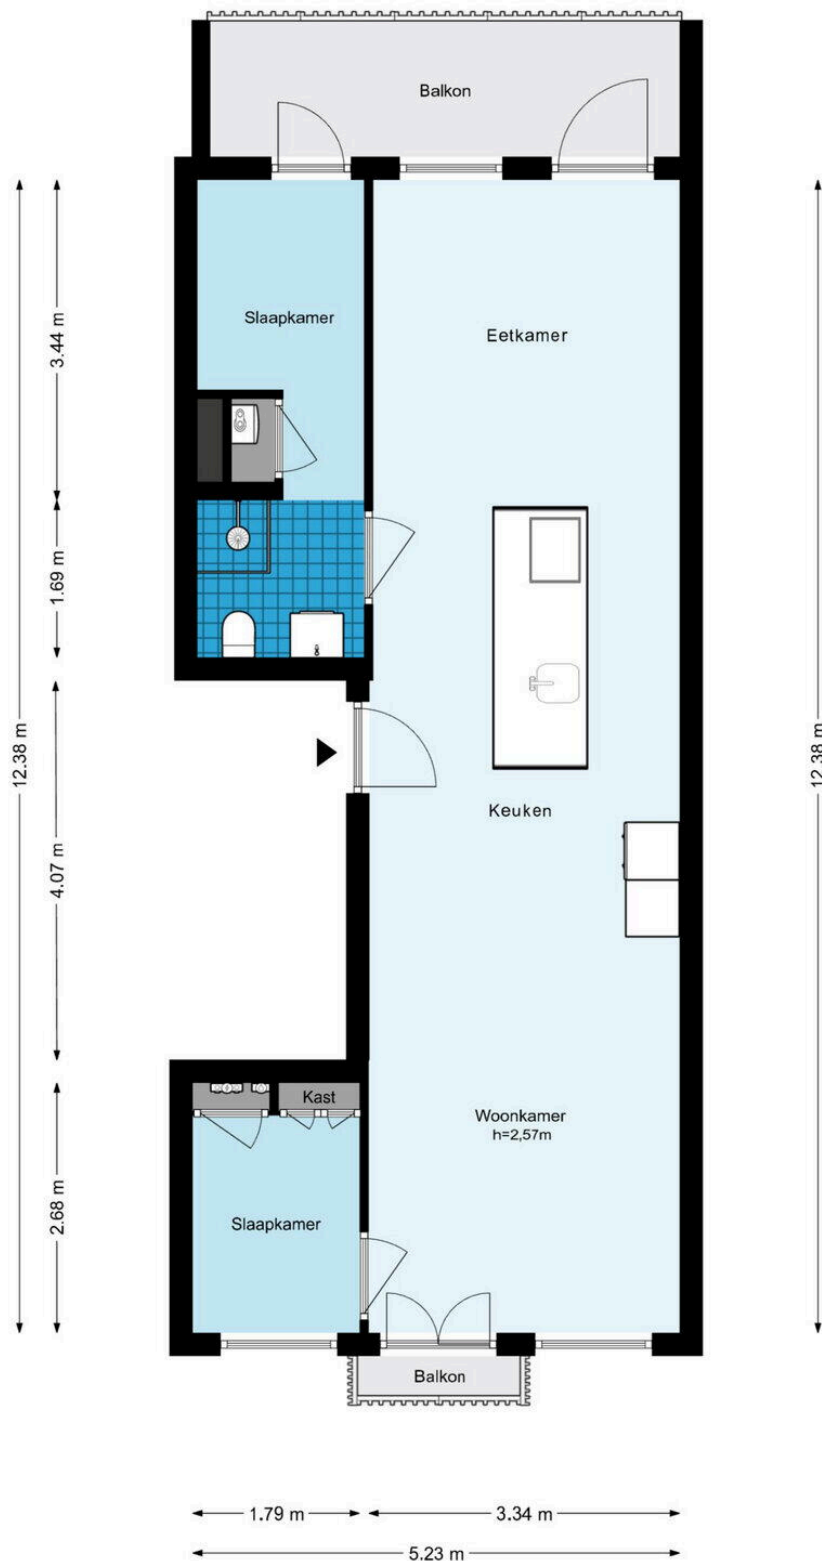 Balkon
Slaapkamer
Eetkamer
3.44 m
1.69 m
12.38 m
12.38 m
Keuken
4.07 m
Kast
Woonkamer
h=2,57m
Slaapkamer
2.68 m
Balkon
1.79 m
3.34 m
5.23 m